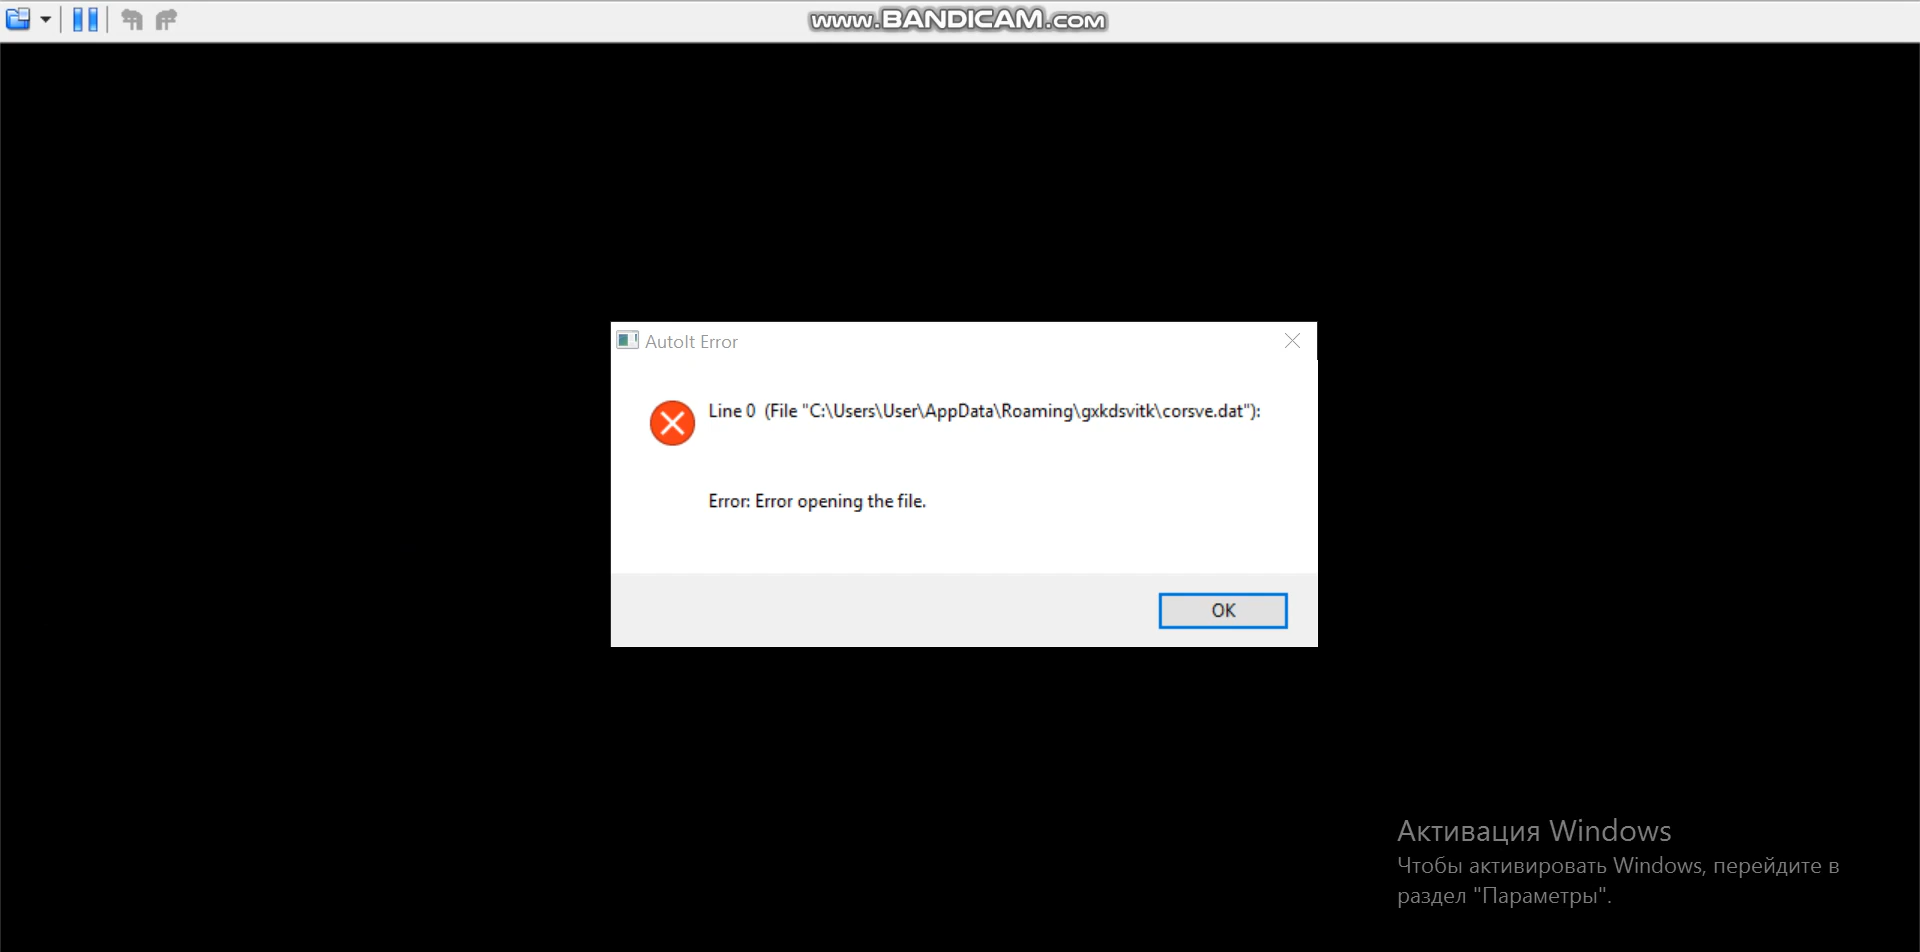 www.BANDICAM.com
AutoIt Error
Line 0  (File "C:\Users\User\AppData\Roaming\gxkdsvitk\corsve.dat"):
Error: Error opening the file.
OK
Активация Windows
Чтобы активировать Windows, перейдите в
раздел "Параметры".